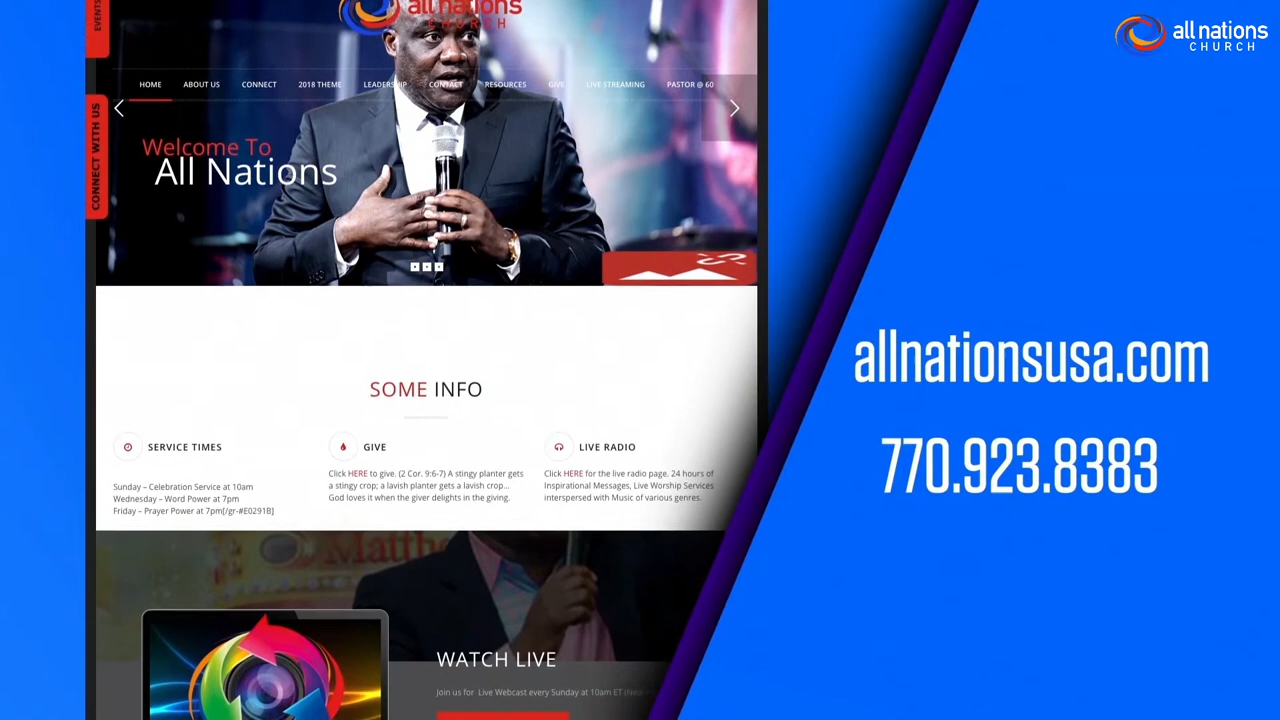 EVENTS
all nations
CHURCH
HOME ABOUT US CONNECT 2018 THEME LEADERSHIP CONTACT RESOURCES GIVE LIVE STREAMING PASTOR @ 60
CONNECT WITH US
Welcome To
All Nations
SOME INFO
SERVICE TIMES
Sunday – Celebration Service at 10am
Wednesday – Word Power at 7pm
Friday – Prayer Power at 7pm[/gr-#E0291B]
GIVE
Click HERE to give. (2 Cor. 9:6-7) A stingy planter gets
a stingy crop; a lavish planter gets a lavish crop...
God loves it when the giver delights in the giving.
LIVE RADIO
Click HERE for the live radio page. 24 hours of
Inspirational Messages, Live Worship Services
interspersed with Music of various genres.
WATCH LIVE
Join us for Live Webcast every Sunday at 10am ET
all nations
CHURCH
allnationsusa.com
770.923.8383